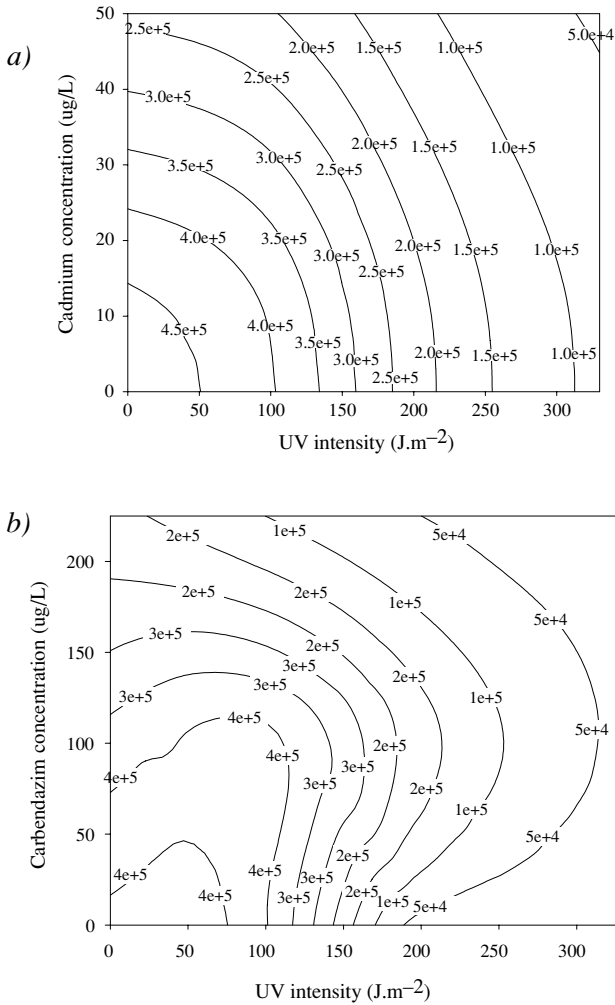 a)
Cadmium concentration (ug/L)
50
40
30
20
10
0
2.5e+5
2.0e+5
1.5e+5
1.0e+5
5.0e+4
3.0e+5
2.5e+5
3.5e+5
3.0e+5
2.5e+5
2.0e+5
1.5e+5
1.0e+5
4.0e+5
3.5e+5
3.0e+5
2.5e+5
2.0e+5
1.5e+5
1.0e+5
4.5e+5
4.0e+5
3.5e+5
3.0e+5
2.5e+5
2.0e+5
1.5e+5
1.0e+5
0 50 100 150 200 250 300
UV intensity (J.m–2)
b)
Carbendazim concentration (ug/L)
200
150
100
50
0
2e+5
1e+5
5e+4
2e+5
2e+5
1e+5
5e+4
3e+5
2e+5
3e+5
3e+5
3e+5
2e+5
1e+5
4e+5
4e+5
4e+5
3e+5
3e+5
2e+5
2e+5
1e+5
5e+4
4e+5
4e+5
3e+5
3e+5
2e+5
2e+5
1e+5
5e+4
5e+4
0 50 100 150 200 250 300
UV intensity (J.m–2)